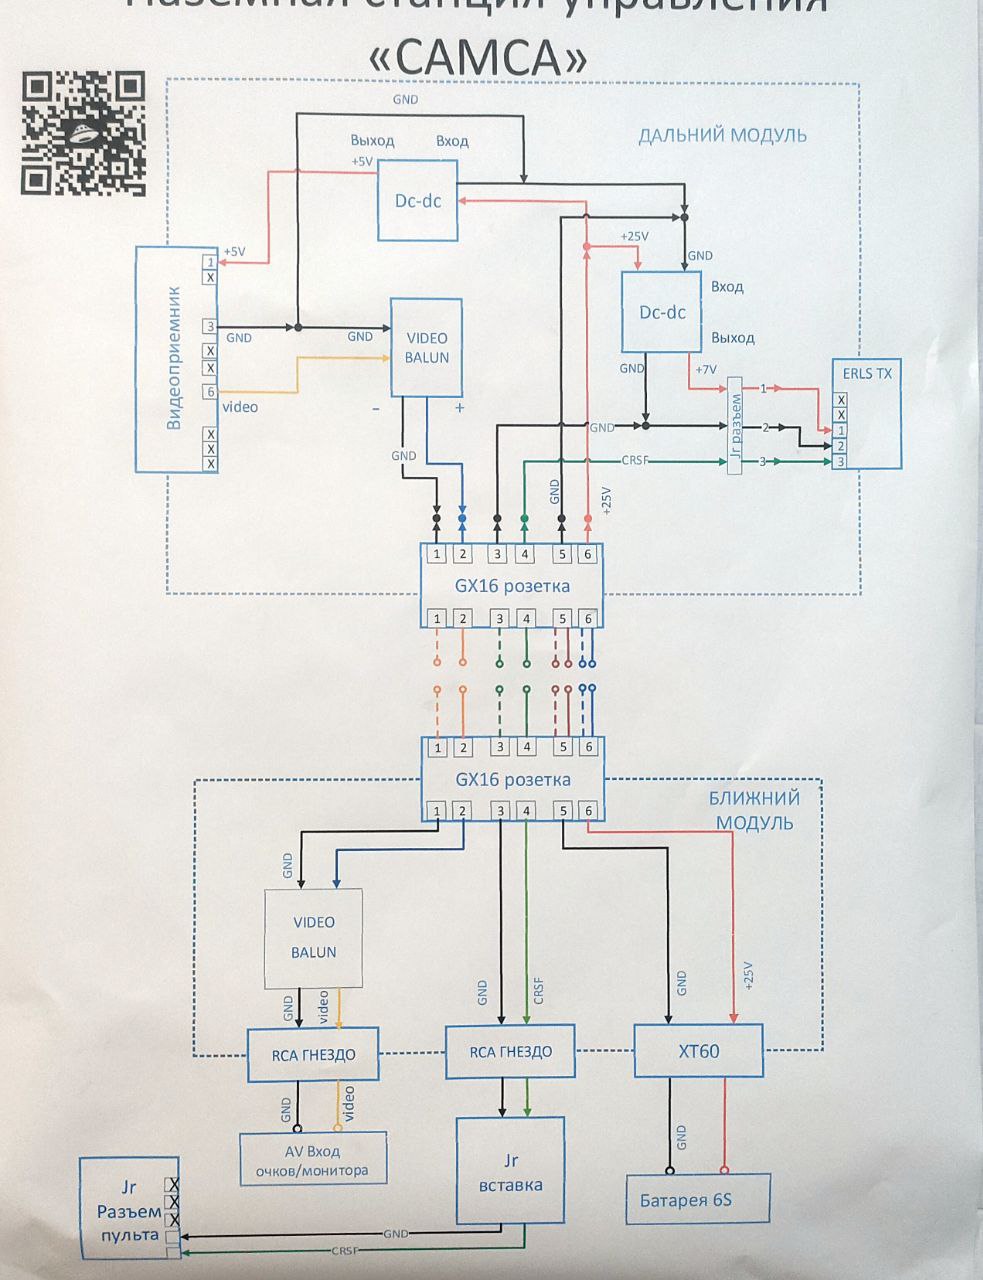 Наземная станция управления
«САМСА»
GND
ДАЛЬНИЙ МОДУЛЬ
Выход
Вход
+5V
Dc-dc
+25V
GND
+5V
1
X
Видеоприемник
3
GND
GND
X
X
6
video
X
X
X
VIDEO
BALUN
-
+
GND
Dc-dc
Вход
Выход
GND
+7V
Jr разъем
1
2
3
ERLS TX
X
X
1
2
3
GND
CRSF
GND
+25V
1 2 3 4 5 6
GX16 розетка
1 2 3 4 5 6
1 2 3 4 5 6
GX16 розетка
1 2 3 4 5 6
БЛИЖНИЙ
МОДУЛЬ
GND
VIDEO
BALUN
GND
video
GND
CRSF
GND
+25V
RCA ГНЕЗДО
RCA ГНЕЗДО
XT60
GND
video
GND
AV Вход
очков/монитора
Jr
вставка
Батарея 6S
Jr
Разъем
пульта
X
X
X
GND
CRSF